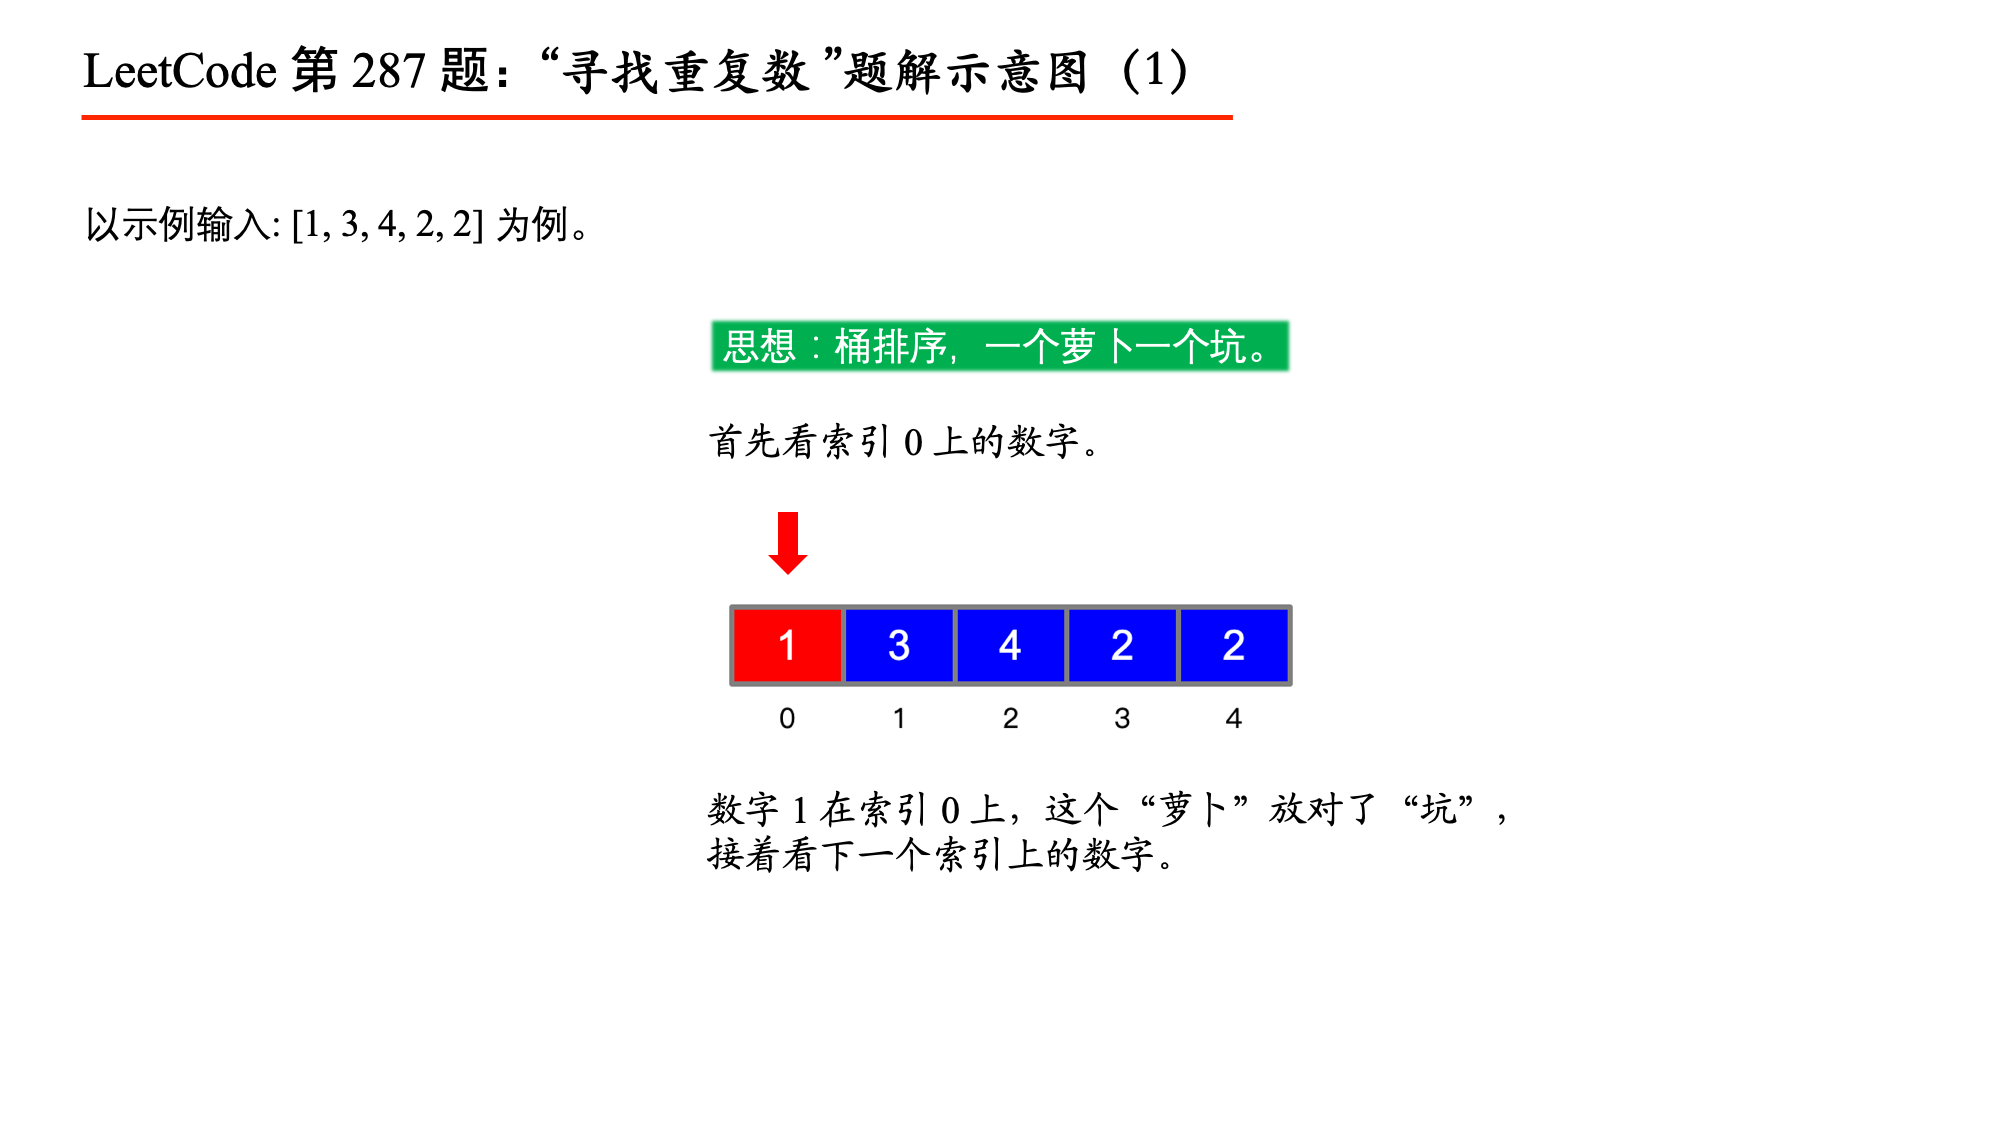 LeetCode 第 287 题：“寻找重复数”题解示意图（1）
以示例输入: [1, 3, 4, 2, 2] 为例。
思想：桶排序，一个萝卜一个坑。
首先看索引 0 上的数字。
1 3 4 2 2
0 1 2 3 4
数字 1 在索引 0 上，这个“萝卜”放对了“坑”，
接着看下一个索引上的数字。